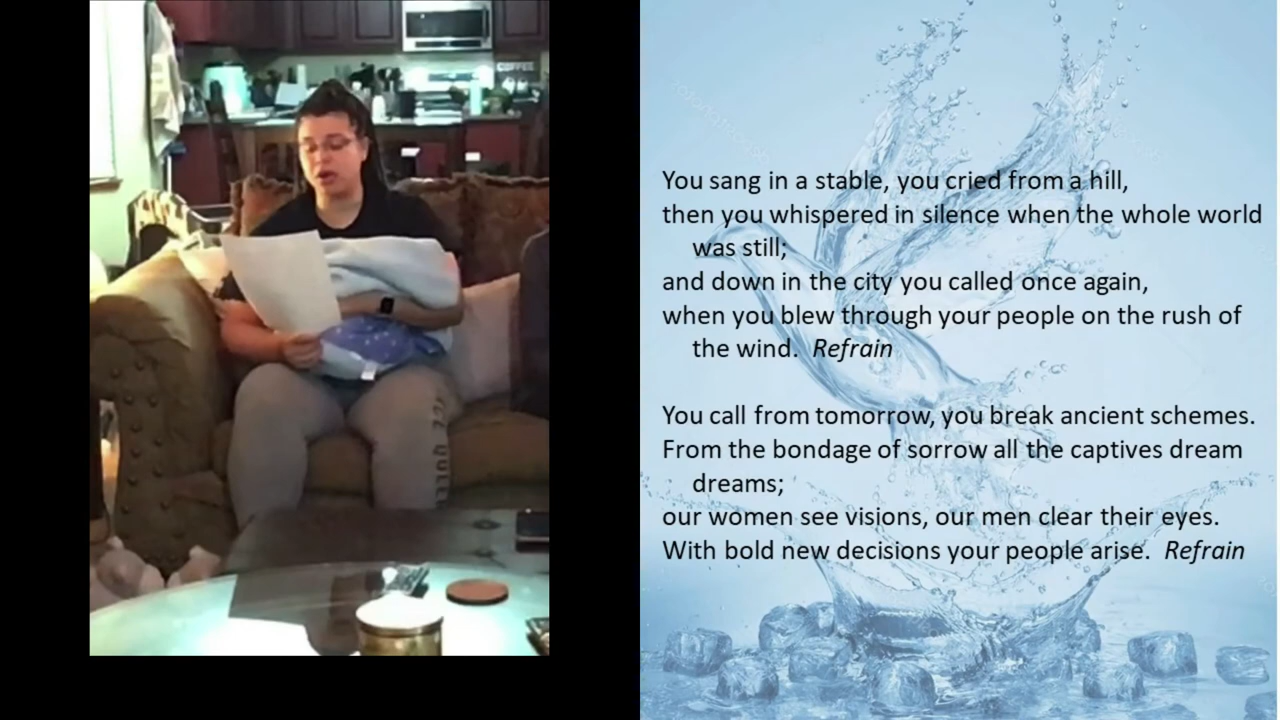 COFFEE
You sang in a stable, you cried from a hill,
then you whispered in silence when the whole world
was still;
and down in the city you called once again,
when you blew through your people on the rush of
the wind. Refrain
You call from tomorrow, you break ancient schemes.
From the bondage of sorrow all the captives dream
dreams;
our women see visions, our men clear their eyes.
With bold new decisions your people arise. Refrain